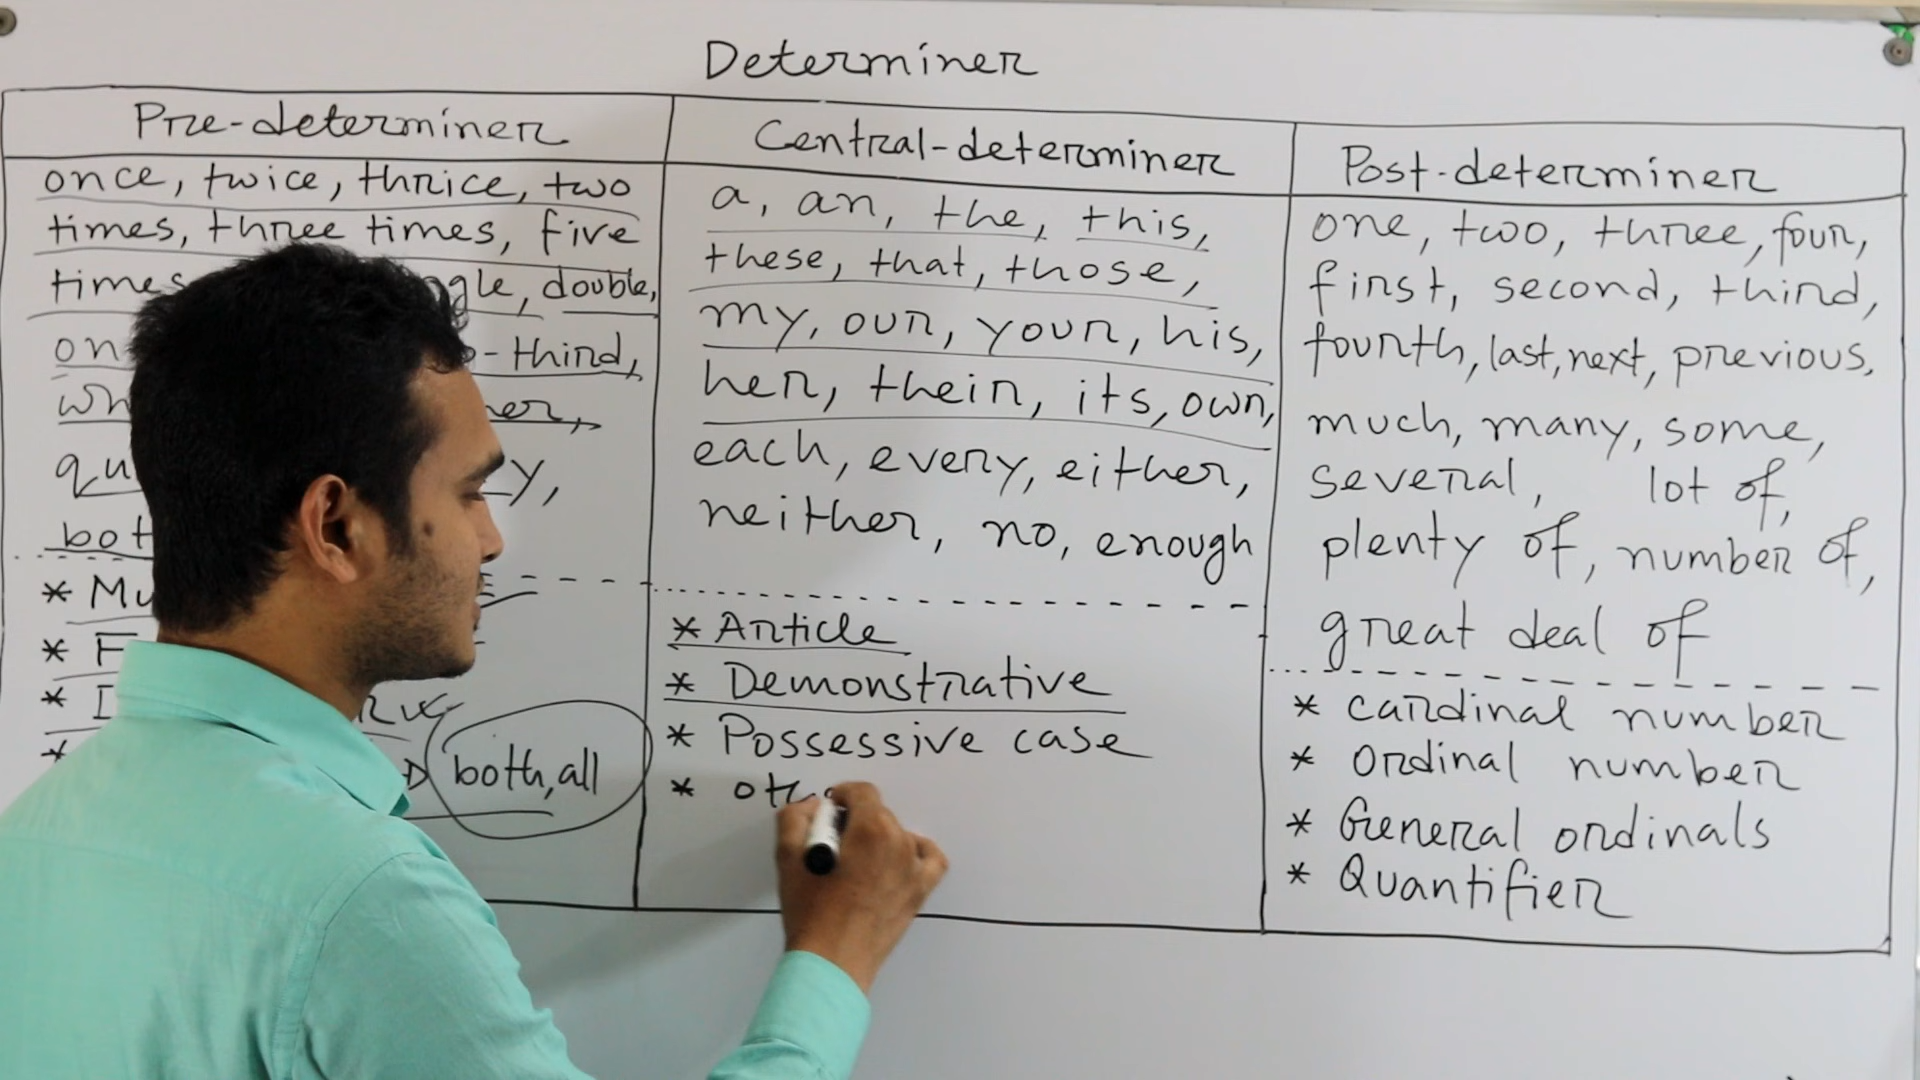 Determiner
Pre-determiner
once, twice, thrice, two
times, three times, five
times double,
third,
both, all
Central-determiner
a, an, the, this,
these, that, those,
my, our, your, his,
her, their, its, own,
each, every, either,
neither, no, enough
* Article
* Demonstrative
* Possessive case
*
Post-determiner
one, two, three, four,
first, second, third,
fourth, last, next, previous,
much, many, some,
several, lot of,
plenty of, number of,
great deal of
* cardinal number
* ordinal number
* General ordinals
* Quantifier